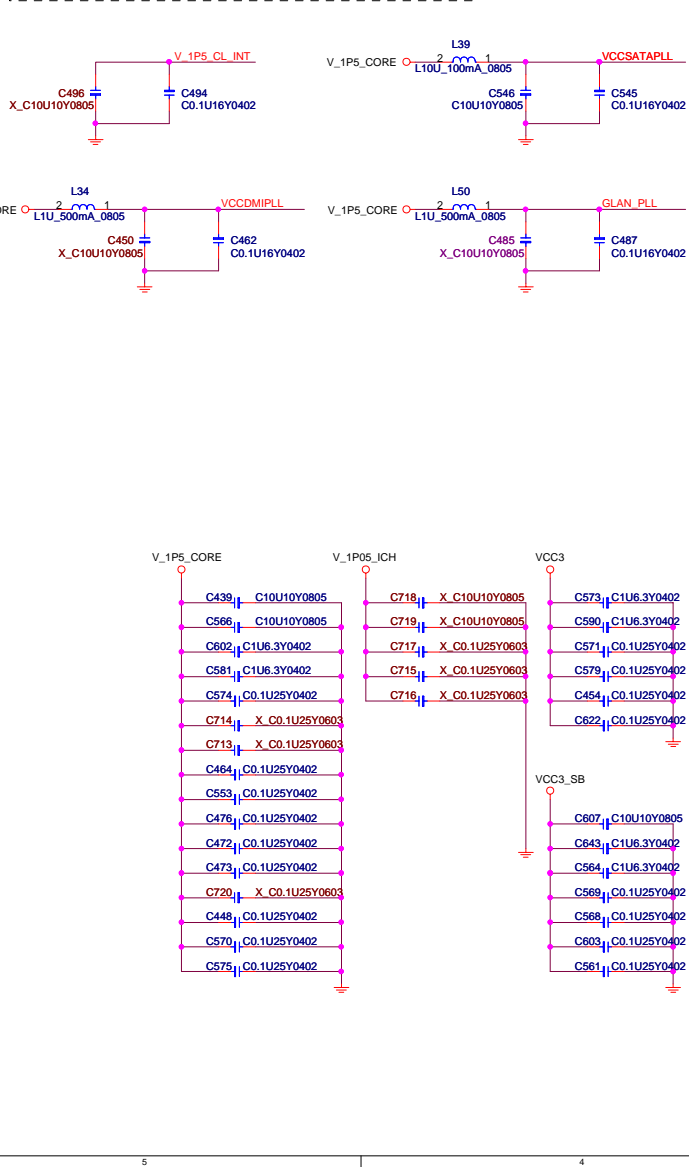 V_1P5_CL_INT
C496
X_C10U10Y0805
C494
C0.1U16Y0402
V_1P5_CORE
L39
2 1
L10U_100mA_0805
VCCSATAPLL
C546
C10U10Y0805
C545
C0.1U16Y0402
ORE
L34
2 1
L1U_500mA_0805
VCCDMIPLL
C450
X_C10U10Y0805
C462
C0.1U16Y0402
V_1P5_CORE
L50
2 1
L1U_500mA_0805
GLAN_PLL
C485
X_C10U10Y0805
C487
C0.1U16Y0402
V_1P5_CORE
C439 C10U10Y0805
C566 C10U10Y0805
C602 C1U6.3Y0402
C581 C1U6.3Y0402
C574 C0.1U25Y0402
C714 X_C0.1U25Y0603
C713 X_C0.1U25Y0603
C464 C0.1U25Y0402
C553 C0.1U25Y0402
C476 C0.1U25Y0402
C472 C0.1U25Y0402
C473 C0.1U25Y0402
C720 X_C0.1U25Y0603
C448 C0.1U25Y0402
C570 C0.1U25Y0402
C575 C0.1U25Y0402
V_1P05_ICH
C718 X_C10U10Y0805
C719 X_C10U10Y0805
C717 X_C0.1U25Y0603
C715 X_C0.1U25Y0603
C716 X_C0.1U25Y0603
VCC3
C573 C1U6.3Y0402
C590 C1U6.3Y0402
C571 C0.1U25Y0402
C579 C0.1U25Y0402
C454 C0.1U25Y0402
C622 C0.1U25Y0402
VCC3_SB
C607 C10U10Y0805
C643 C1U6.3Y0402
C564 C1U6.3Y0402
C569 C0.1U25Y0402
C568 C0.1U25Y0402
C603 C0.1U25Y0402
C561 C0.1U25Y0402
5 4